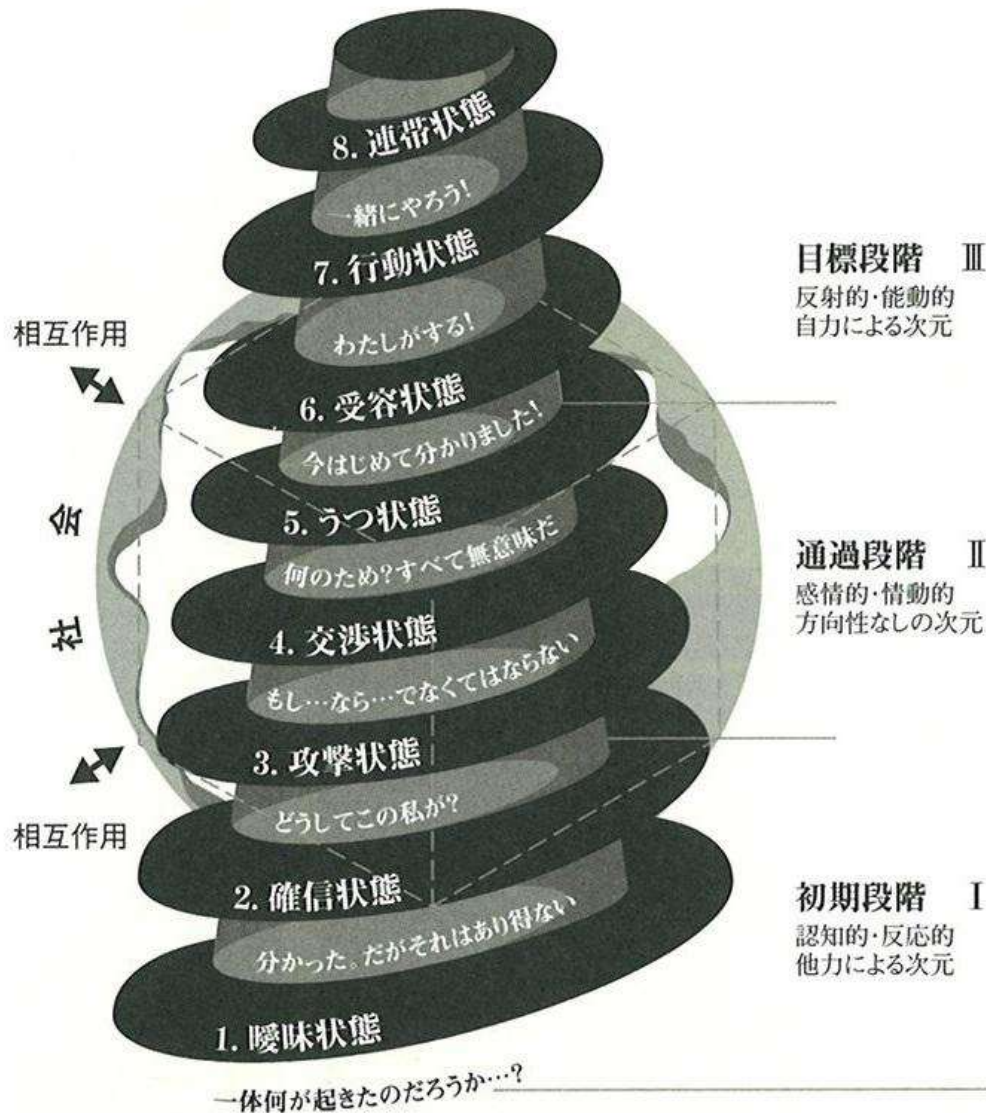 8. 連帯状態
一緒にやろう!
7. 行動状態
わたしがする!
6. 受容状態
今はじめて分かりました!
5. うつ状態
何のため?すべて無意味だ
4. 交渉状態
もし…なら…でなくてはならない
3. 攻撃状態
どうしてこの私が?
2. 確信状態
分かった。だがそれはあり得ない
1. 曖昧状態
一体何が起きたのだろうか…?
相互作用
社会
相互作用
目標段階 Ⅲ
反射的・能動的
自力による次元
通過段階 Ⅱ
感情的・情動的
方向性なしの次元
初期段階 Ⅰ
認知的・反応的
他力による次元